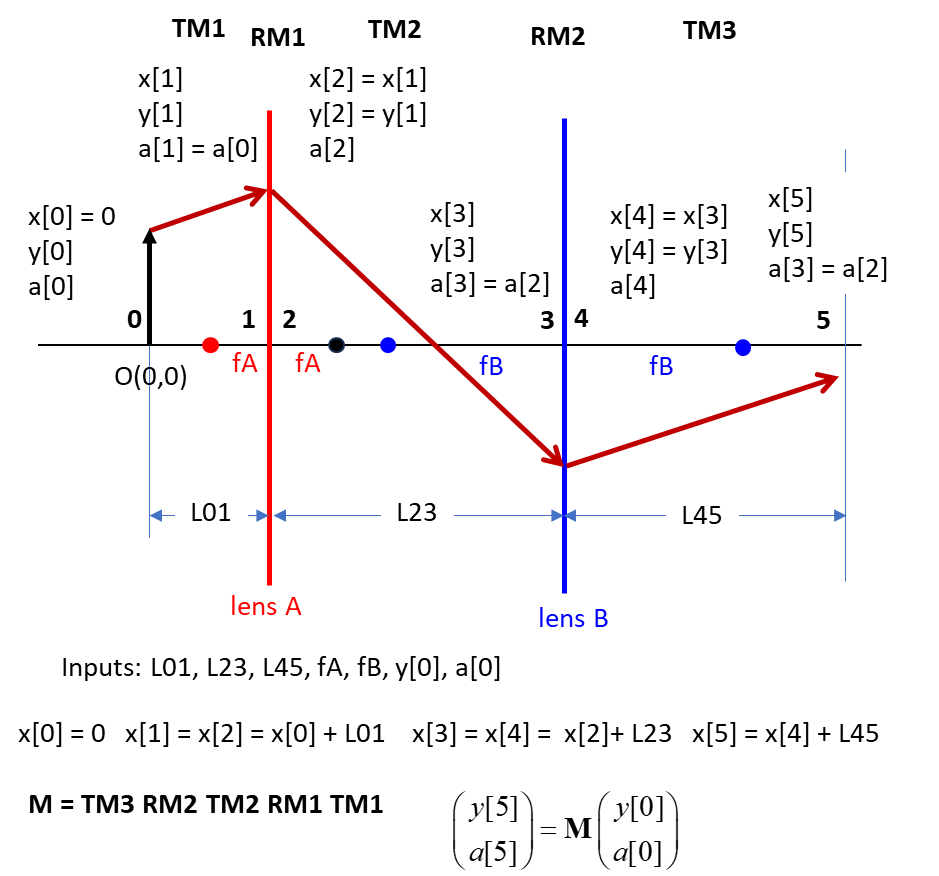 TM1 RM1 TM2 RM2 TM3
x[1]
y[1]
a[1] = a[0]
x[2] = x[1]
y[2] = y[1]
a[2]
x[0] = 0
y[0]
a[0]
x[3]
y[3]
a[3] = a[2]
x[4] = x[3]
y[4] = y[3]
a[4]
x[5]
y[5]
a[3] = a[2]
0 1 2 3 4 5
O(0,0) fA fA fB fB
L01 L23 L45
lens A
lens B
Inputs: L01, L23, L45, fA, fB, y[0], a[0]
x[0] = 0 x[1] = x[2] = x[0] + L01 x[3] = x[4] = x[2]+ L23 x[5] = x[4] + L45
M = TM3 RM2 TM2 RM1 TM1
(y[5] a[5]) = M (y[0] a[0])